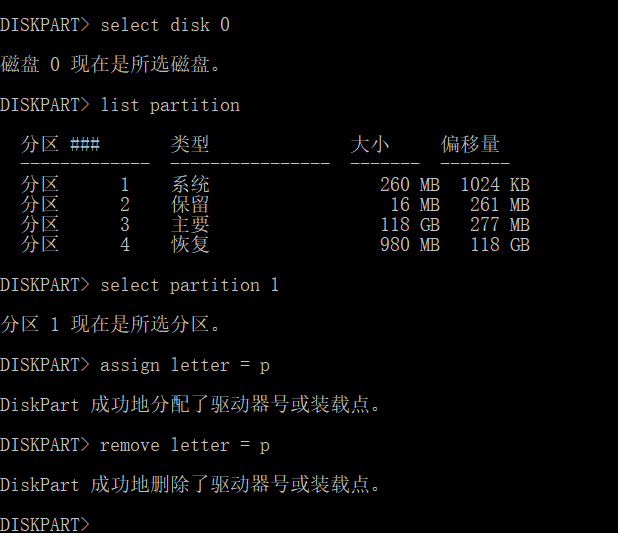 DISKPART> select disk 0
磁盘 0 现在是所选磁盘。
DISKPART> list partition
分区 ### 类型 大小 偏移量
------------- ---------------- ------- -------
分区 1 系统 260 MB 1024 KB
分区 2 保留 16 MB 261 MB
分区 3 主要 118 GB 277 MB
分区 4 恢复 980 MB 118 GB
DISKPART> select partition 1
分区 1 现在是所选分区。
DISKPART> assign letter = p
DiskPart 成功地分配了驱动器号或装载点。
DISKPART> remove letter = p
DiskPart 成功地删除了驱动器号或装载点。
DISKPART>